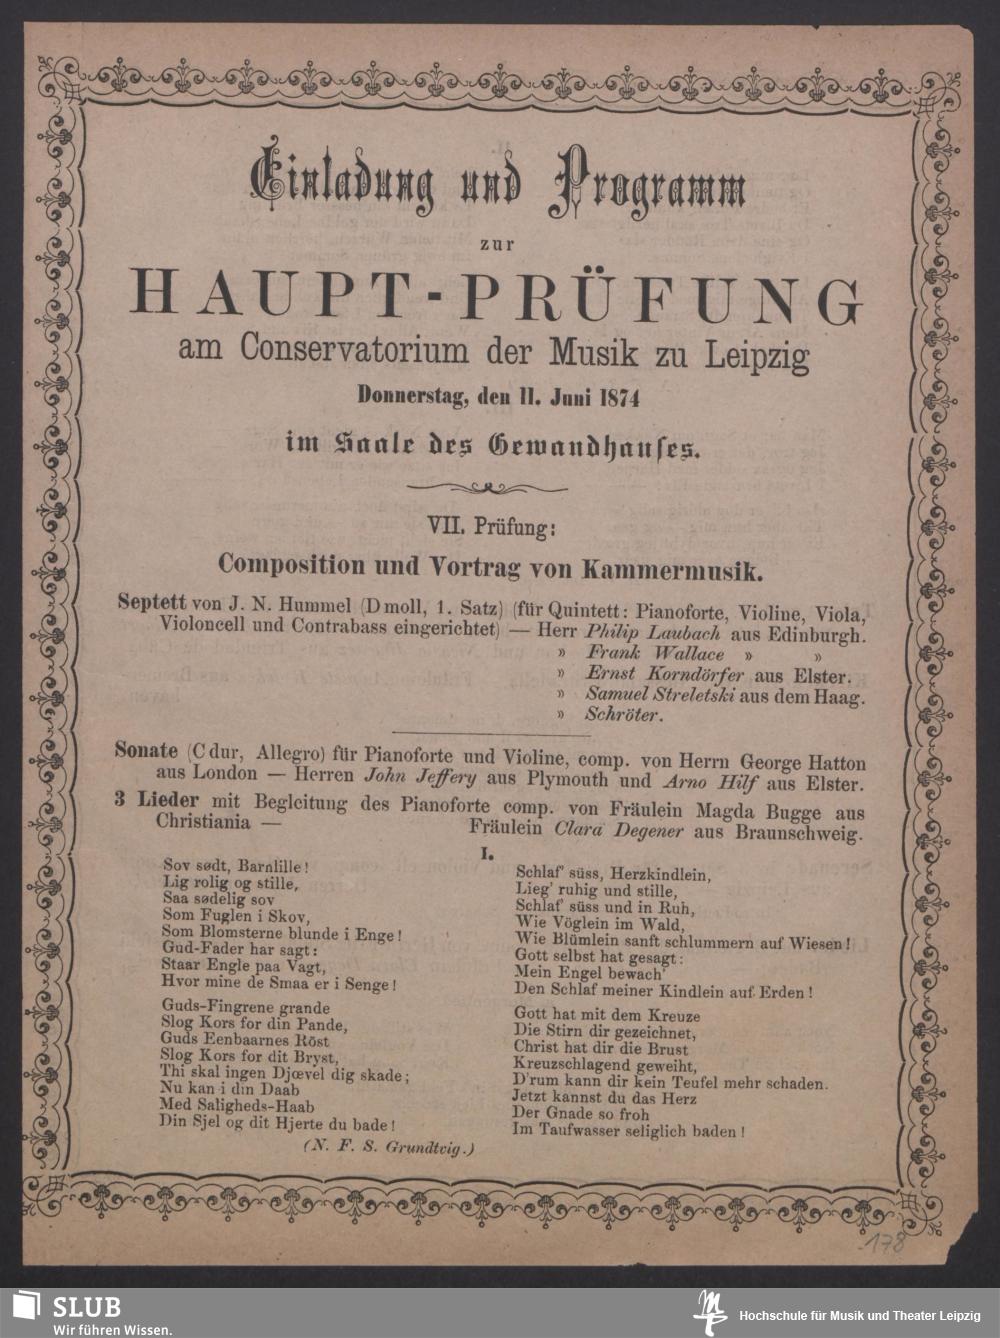 Einladung und Programm
zur
HAUPT-PRÜFUNG
am Conservatorium der Musik zu Leipzig
Donnerstag, den 11. Juni 1874
im Saale des Gewandhauses.
VII. Prüfung:
Composition und Vortrag von Kammermusik.
Septett von J. N. Hummel (D moll, 1. Satz) (für Quintett: Pianoforte, Violine, Viola,
Violoncell und Contrabass eingerichtet) — Herr Philip Laubach aus Edinburgh.
» Frank Wallace » »
» Ernst Korndörfer aus Elster.
» Samuel Streletski aus dem Haag.
» Schröter.
Sonate (C dur, Allegro) für Pianoforte und Violine, comp. von Herrn George Hatton
aus London — Herren John Jeffery aus Plymouth und Arno Hilf aus Elster.
3 Lieder mit Begleitung des Pianoforte comp. von Fräulein Magda Bugge aus
Christiania — Fräulein Clara Degener aus Braunschweig.
I.
Sov sødt, Barnlille!
Lig rolig og stille,
Saa sødelig sov
Som Fuglen i Skov,
Som Blomsterne blunde i Enge!
Gud-Fader har sagt:
Staar Engle paa Vagt,
Hvor mine de Smaa er i Senge!
Guds-Fingrene grande
Slog Kors for din Pande,
Guds Eenbaarnes Röst
Slog Kors for dit Bryst,
Thi skal ingen Djœvel dig skade;
Nu kan i din Daab
Med Saligheds-Haab
Din Sjel og dit Hjerte du bade!
(N. F. S. Grundtvig.)
Schlaf' süss, Herzkindlein,
Lieg' ruhig und stille,
Schlaf' süss und in Ruh,
Wie Vöglein im Wald,
Wie Blümlein sanft schlummern auf Wiesen!
Gott selbst hat gesagt:
Mein Engel bewach'
Den Schlaf meiner Kindlein auf Erden!
Gott hat mit dem Kreuze
Die Stirn dir gezeichnet,
Christ hat dir die Brust
Kreuzschlagend geweiht,
D'rum kann dir kein Teufel mehr schaden.
Jetzt kannst du das Herz
Der Gnade so froh
Im Taufwasser seliglich baden!
178
SLUB
Wir führen Wissen.
Hochschule für Musik und Theater Leipzig